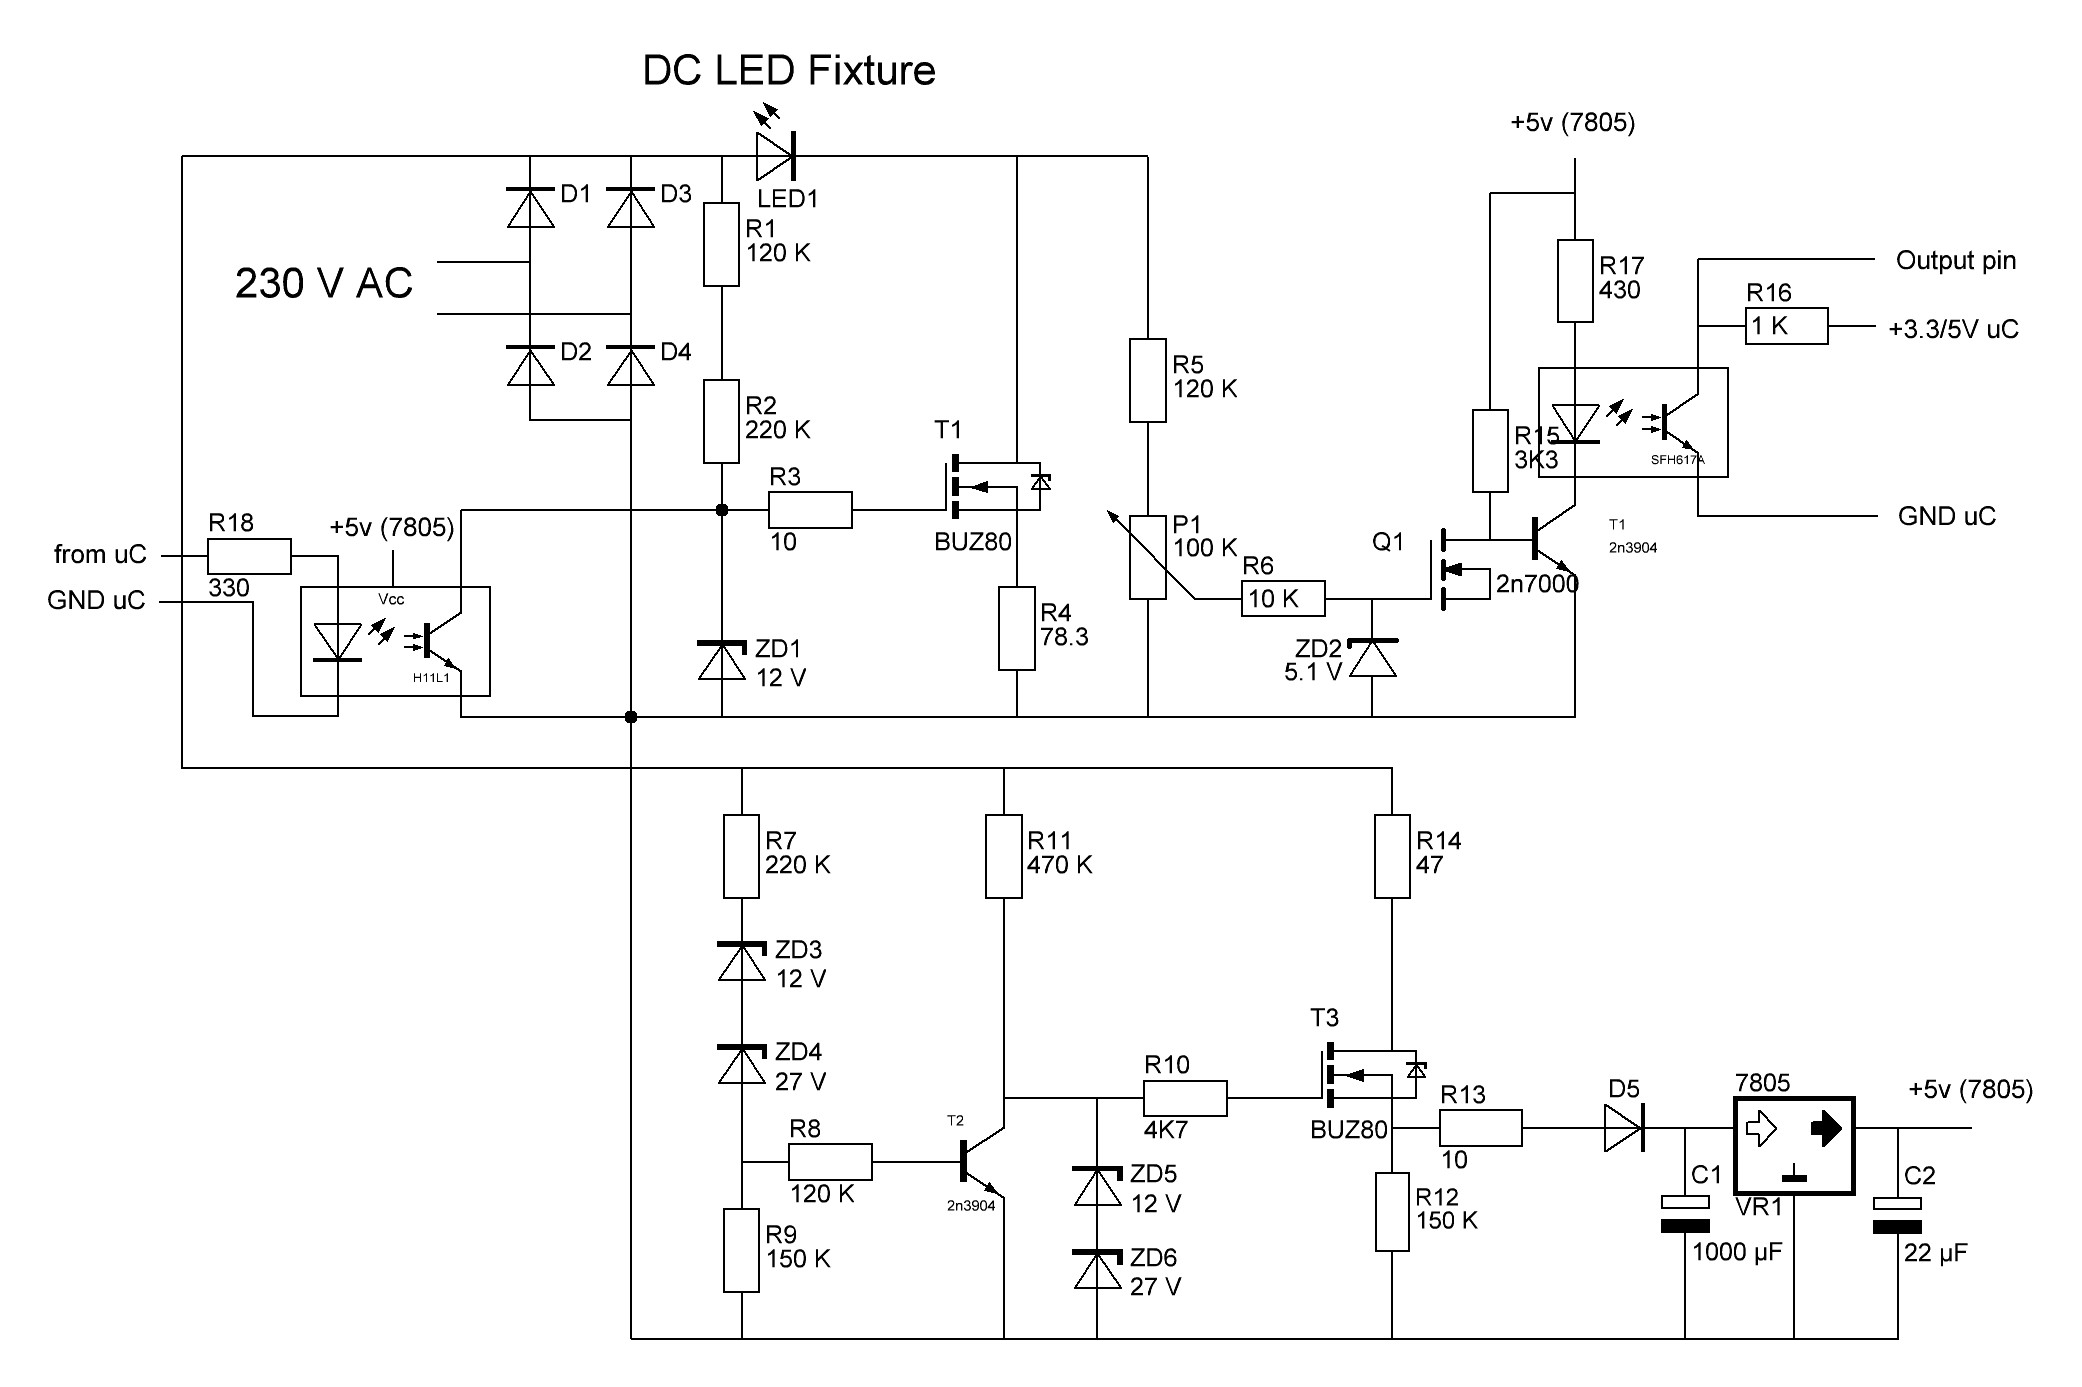 DC LED Fixture
+5v (7805)
LED1
D1
D3
R1
120 K
230 V AC
R17
430
Output pin
R16
1 K
+3.3/5V uC
D2
D4
R2
220 K
R5
120 K
T1
R15
3K3
SFH617A
R3
10
BUZ80
R18
330
+5v (7805)
from uC
GND uC
Vcc
H11L1
P1
100 K
GND uC
T1
2n3904
Q1
2n7000
R6
10 K
R4
78.3
ZD1
12 V
ZD2
5.1 V
R7
220 K
R11
470 K
R14
47
ZD3
12 V
T3
ZD4
27 V
R10
4K7
BUZ80
R13
10
D5
7805
+5v (7805)
T2
2n3904
R8
120 K
ZD5
12 V
R12
150 K
C1
1000 µF
VR1
C2
22 µF
R9
150 K
ZD6
27 V